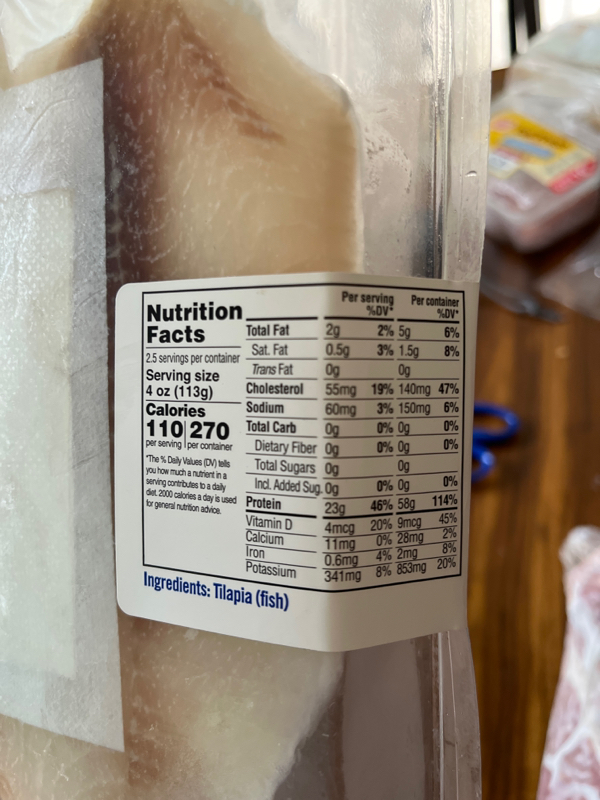 Nutrition Facts
2.5 servings per container
Serving size
4 oz (113g)
Calories
110 270
per serving per container
*The % Daily Values (DV) tells
you how much a nutrient in a
serving contributes to a daily
diet. 2000 calories a day is used
for general nutrition advice.
Per serving %DV* Per container %DV*
Total Fat 2g 2% 5g 6%
Sat. Fat 0.5g 3% 1.5g 8%
Trans Fat 0g 0g
Cholesterol 55mg 19% 140mg 47%
Sodium 60mg 3% 150mg 6%
Total Carb 0g 0% 0g 0%
Dietary Fiber 0g 0% 0g 0%
Total Sugars 0g 0g
Incl. Added Sug. 0g 0% 0g 0%
Protein 23g 46% 58g 114%
Vitamin D 4mcg 20% 9mcg 45%
Calcium 11mg 0% 28mg 2%
Iron 0.6mg 4% 2mg 8%
Potassium 341mg 8% 853mg 20%
Ingredients: Tilapia (fish)